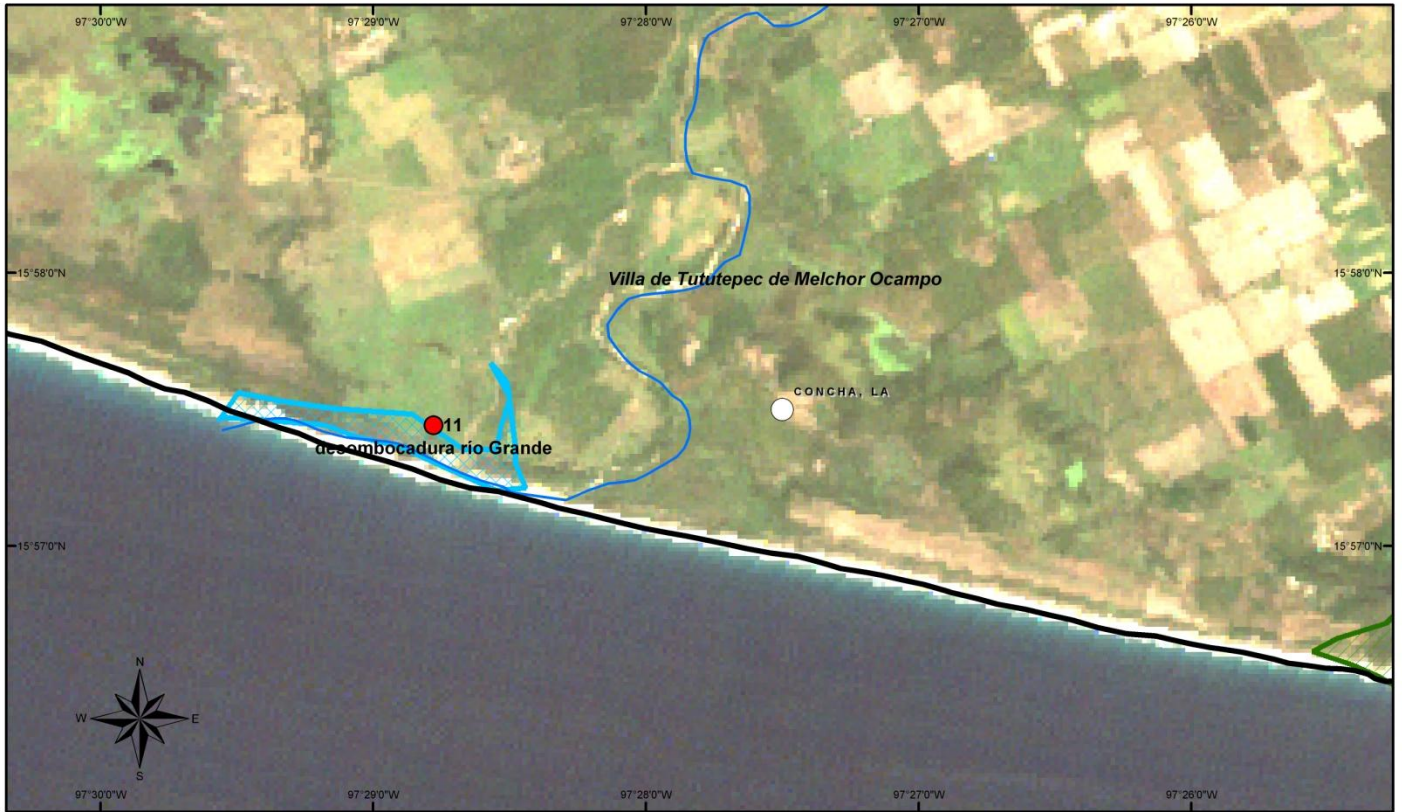 97°30'0"W 97°29'0"W 97°28'0"W 97°27'0"W 97°26'0"W
15°58'0"N 15°58'0"N
Villa de Tututepec de Melchor Ocampo
CONCHA, LA
11
desembocadura río Grande
15°57'0"N 15°57'0"N
N
W E
S
97°30'0"W 97°29'0"W 97°28'0"W 97°27'0"W 97°26'0"W